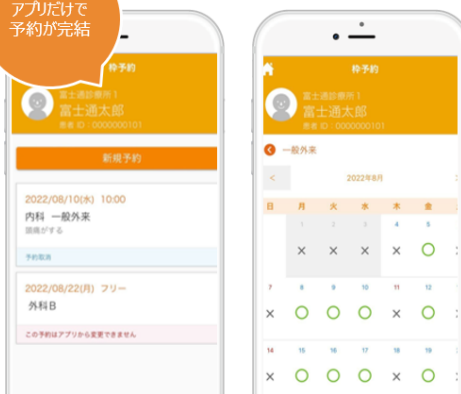 アプリだけで
予約が完結
枠予約
富士通診療所1
富士通太郎
患者 ID：0000000101
新規予約
2022/08/10(水) 10:00
内科 一般外来
頭痛がする
予約取消
2022/08/22(月) フリー
外科B
この予約はアプリから変更できません
枠予約
富士通診療所1
富士通太郎
患者 ID：0000000101
一般外来
< 2022年8月
日 月 火 水 木 金
1 2 3 4 5
× × × × ○
7 8 9 10 11 12
× ○ ○ ○ × ○
14 15 16 17 18 19
× ○ ○ ○ × ○